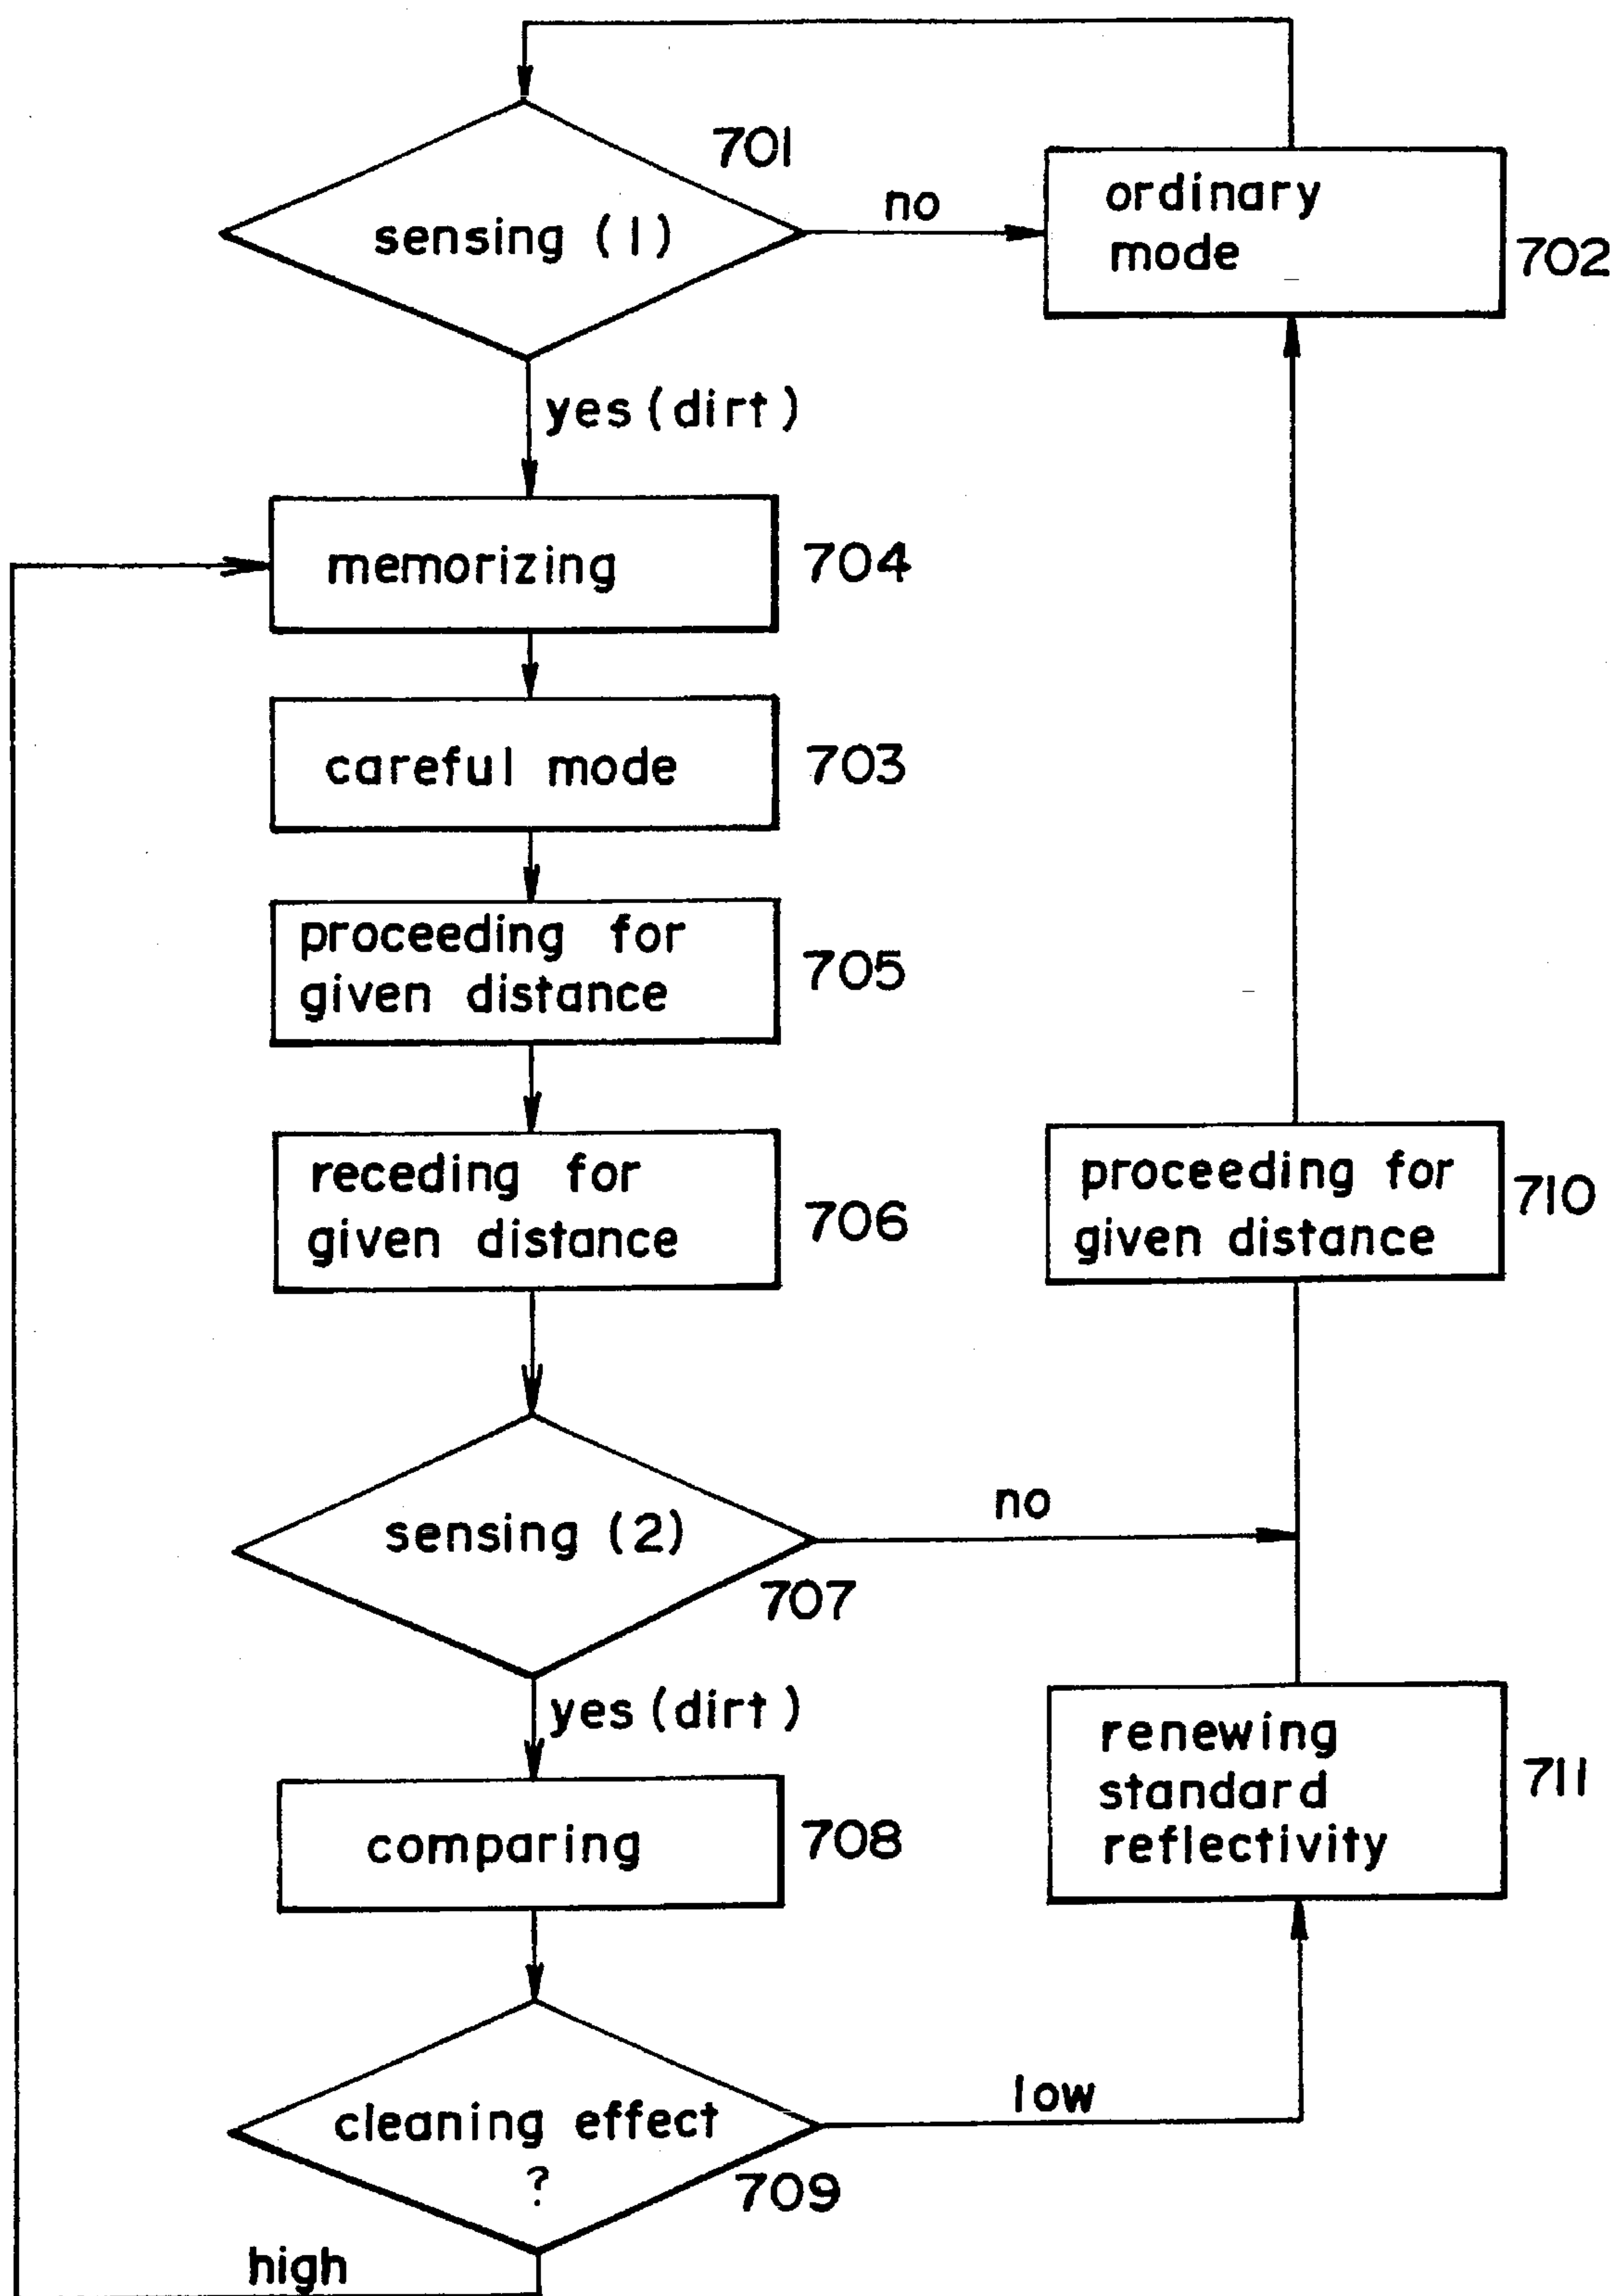 701
sensing (1)
no
ordinary
mode
702
yes (dirt)
memorizing
704
careful mode
703
proceeding for
given distance
705
receding for
given distance
706
proceeding for
given distance
710
sensing (2)
no
707
yes (dirt)
renewing
standard
reflectivity
711
comparing
708
cleaning effect
?
low
709
high